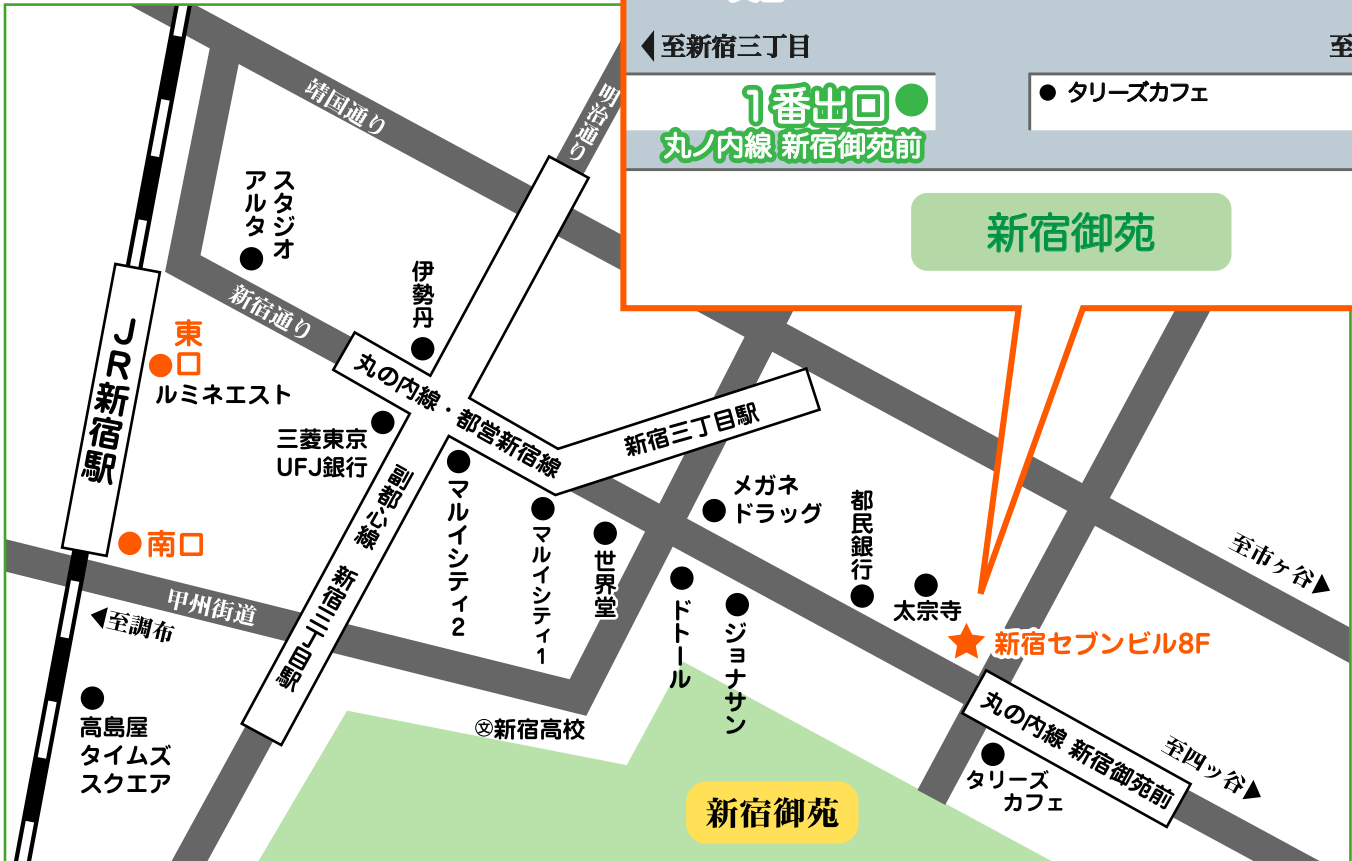 至新宿三丁目
至
1番出口
丸ノ内線 新宿御苑前
タリーズカフェ
新宿御苑
靖国通り
明治通り
スタジオ
アルタ
伊勢丹
新宿通り
JR新宿駅
東口
ルミネエスト
丸の内線・都営新宿線
新宿三丁目駅
三菱東京
UFJ銀行
副都心線 新宿三丁目駅
マルイシティ2
マルイシティ1
世界堂
メガネ
ドラッグ
都民銀行
太宗寺
ドトール
ジョナサン
新宿セブンビル8F
至市ヶ谷
南口
甲州街道
至調布
高島屋
タイムズ
スクエア
文新宿高校
新宿御苑
丸の内線 新宿御苑前
至四ッ谷
タリーズ
カフェ